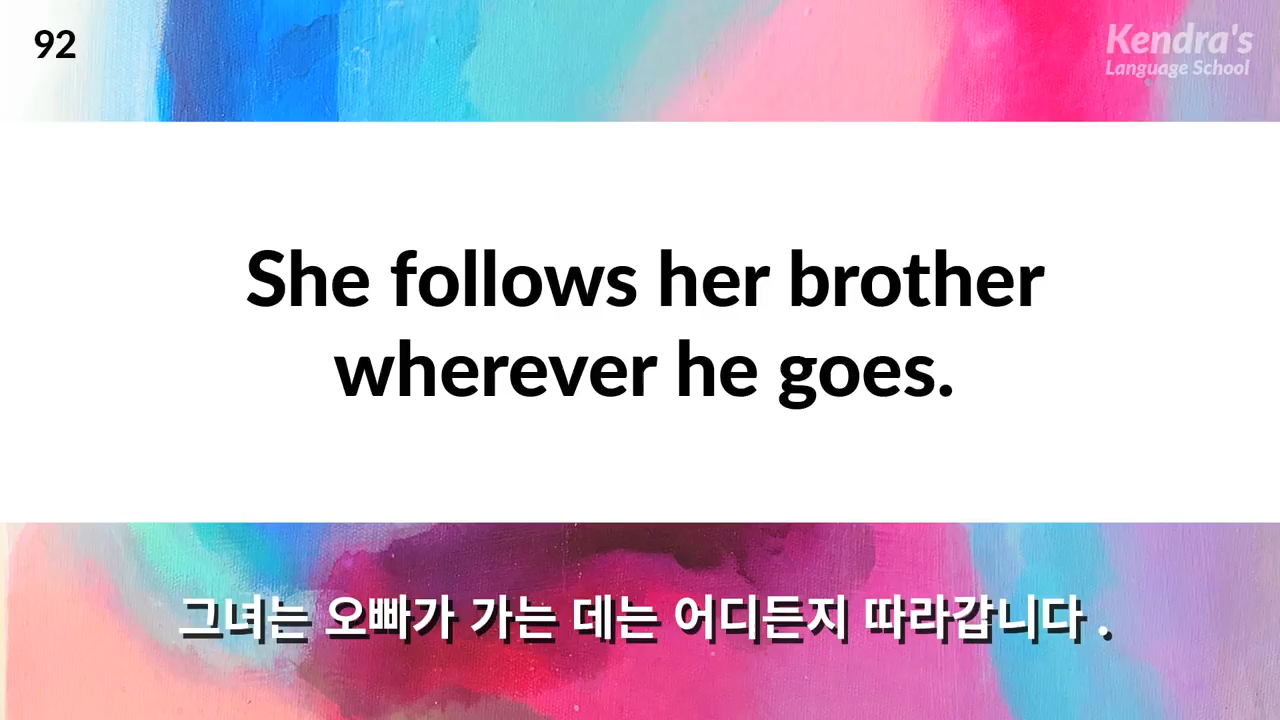 92
Kendra's
Language School
She follows her brother
wherever he goes.
그녀는 오빠가 가는 데는 어디든지 따라갑니다 .